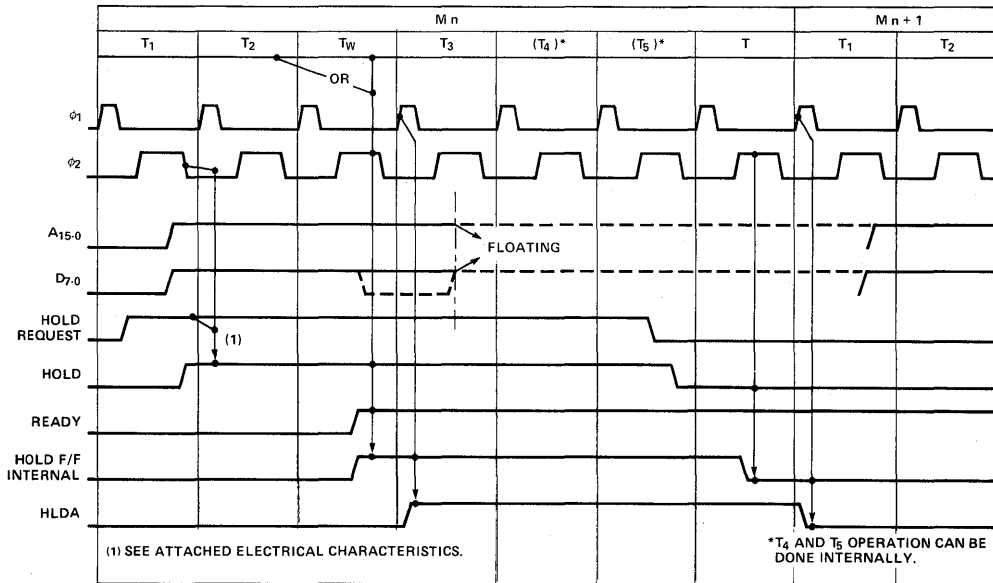 Mn Mn + 1
T1 T2 TW T3 (T4)* (T5)* T T1 T2
OR
ϕ1
ϕ2
A15-0
FLOATING
D7-0
HOLD
REQUEST
(1)
HOLD
READY
HOLD F/F
INTERNAL
HLDA
(1) SEE ATTACHED ELECTRICAL CHARACTERISTICS.
*T4 AND T5 OPERATION CAN BE
DONE INTERNALLY.